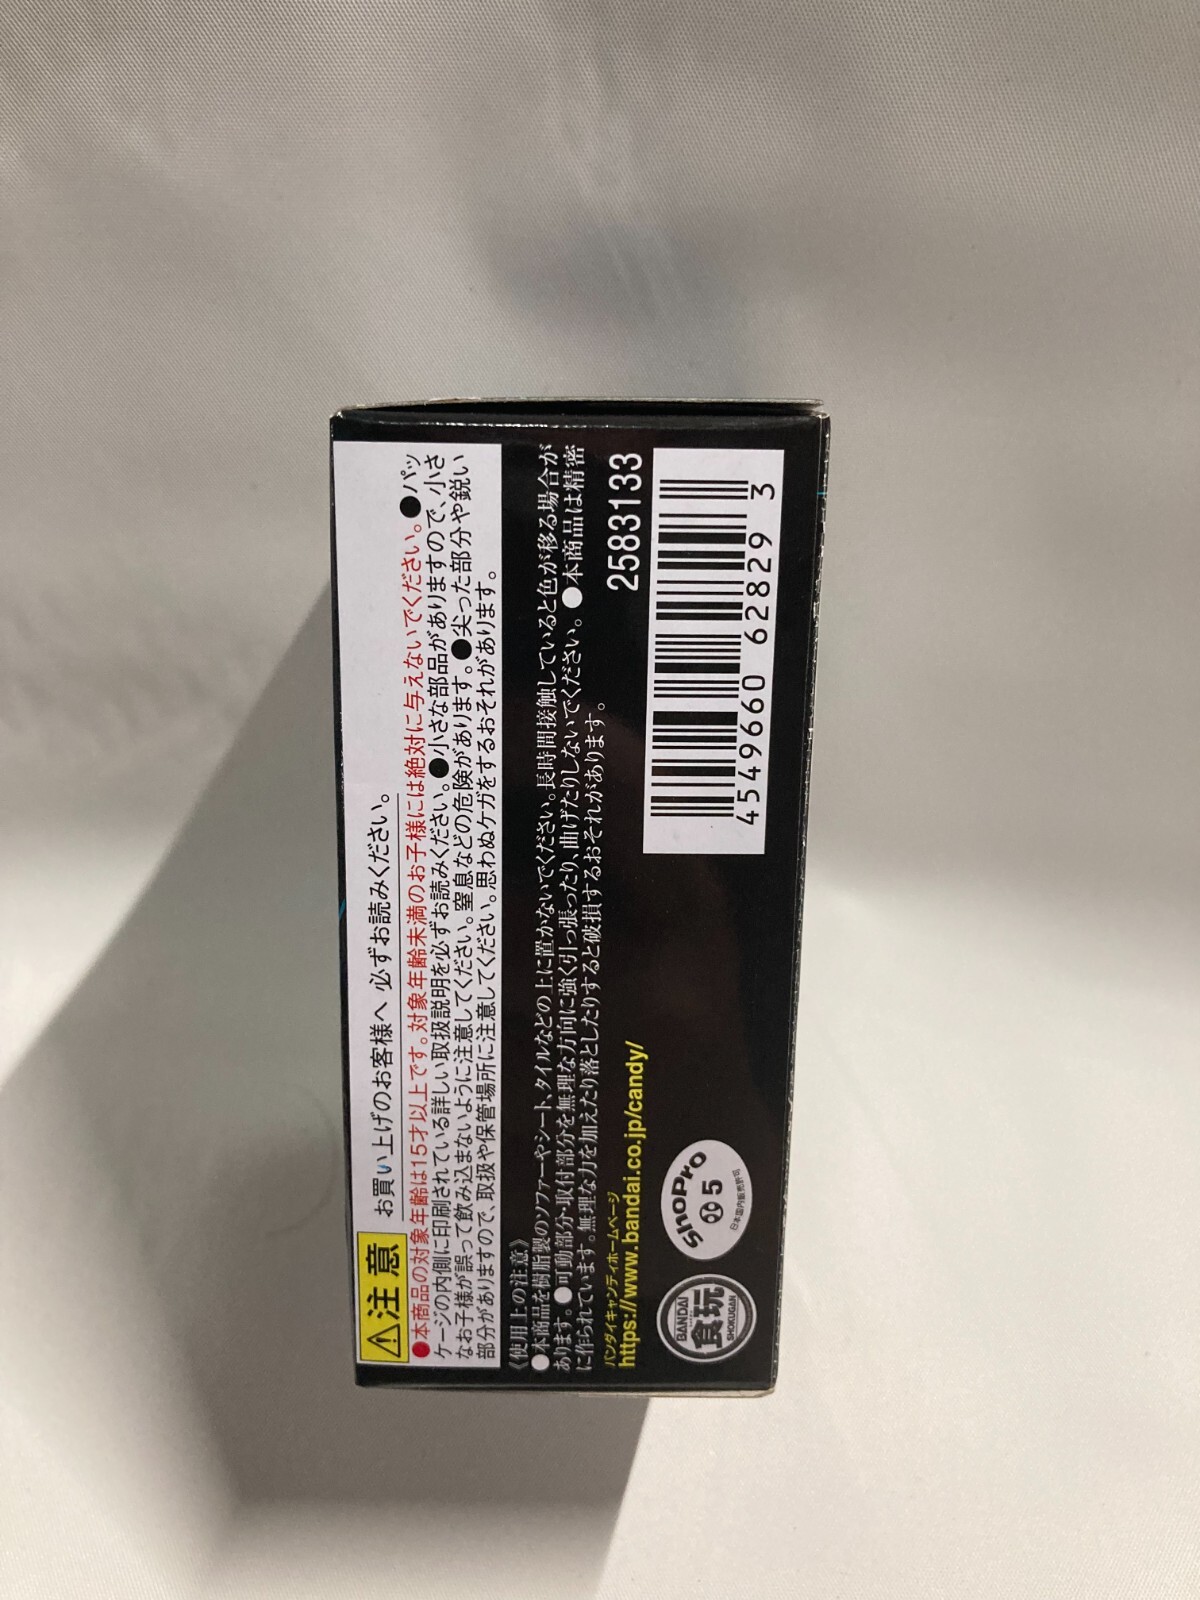 注意
お買い上げのお客様へ 必ずお読みください。
●本商品の対象年齢は15才以上です。対象年齢未満のお子様には絶対に与えないでください。●パッ
ケージの内側に印刷されている詳しい取扱説明を必ずお読みください。●小さな部品がありますので、小さ
なお子様が誤って飲み込まないように注意してください。窒息などの危険があります。●尖った部分や鋭い
部分がありますので、取扱や保管場所に注意してください。思わぬケガをするおそれがあります。
《使用上の注意》
●本商品を樹脂製のソファーやシート、タイルなどの上に置かないでください。長時間接触していると色が移る場合が
あります。●可動部分・取付部分を無理な方向に強く引っ張ったり、曲げたりしないでください。●本商品は精密
に作られています。無理な力を加えたり落としたりすると破損するおそれがあります。
バンダイキャンディホームページ
https://www.bandai.co.jp/candy/
2583133
4549660 628293
BANDAI
食玩
SHOKUGAN
ShoPro
5
日本国内販売許可